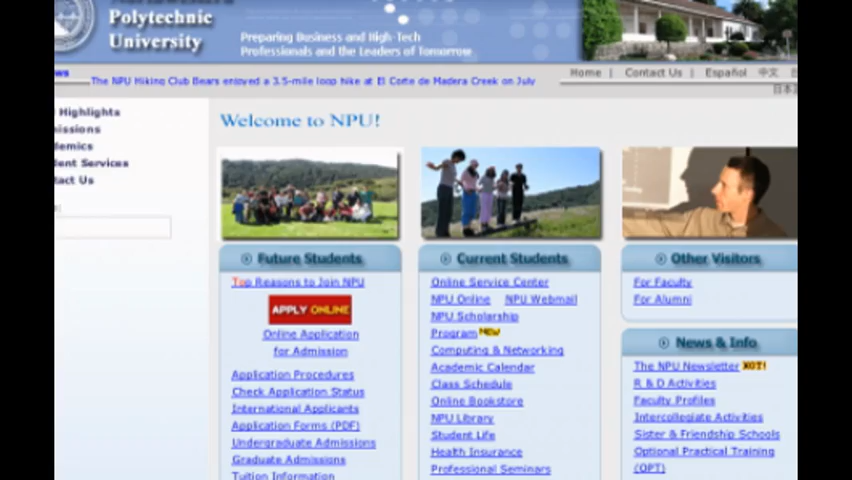 Polytechnic
University
Preparing Business and High-Tech
Professionals and the Leaders of Tomorrow
Home | Contact Us | Español 中文
The NPU Hiking Club Bears enjoyed a 3.5-mile loop hike at El Corte de Madera Creek on July
Highlights
Contact Us
Welcome to NPU!
Future Students
Top Reasons to Join NPU
APPLY ONLINE
Online Application
for Admission
Application Procedures
Check Application Status
International Applicants
Application Forms (PDF)
Undergraduate Admissions
Graduate Admissions
Tuition Information
Current Students
Online Service Center
NPU Online NPU Webmail
NPU Scholarship
Program NEW
Computing & Networking
Academic Calendar
Class Schedule
Online Bookstore
NPU Library
Student Life
Health Insurance
Professional Seminars
Other Visitors
For Faculty
For Alumni
News & Info
The NPU Newsletter HOT!
R & D Activities
Faculty Profiles
Intercollegiate Activities
Sister & Friendship Schools
Optional Practical Training
(OPT)